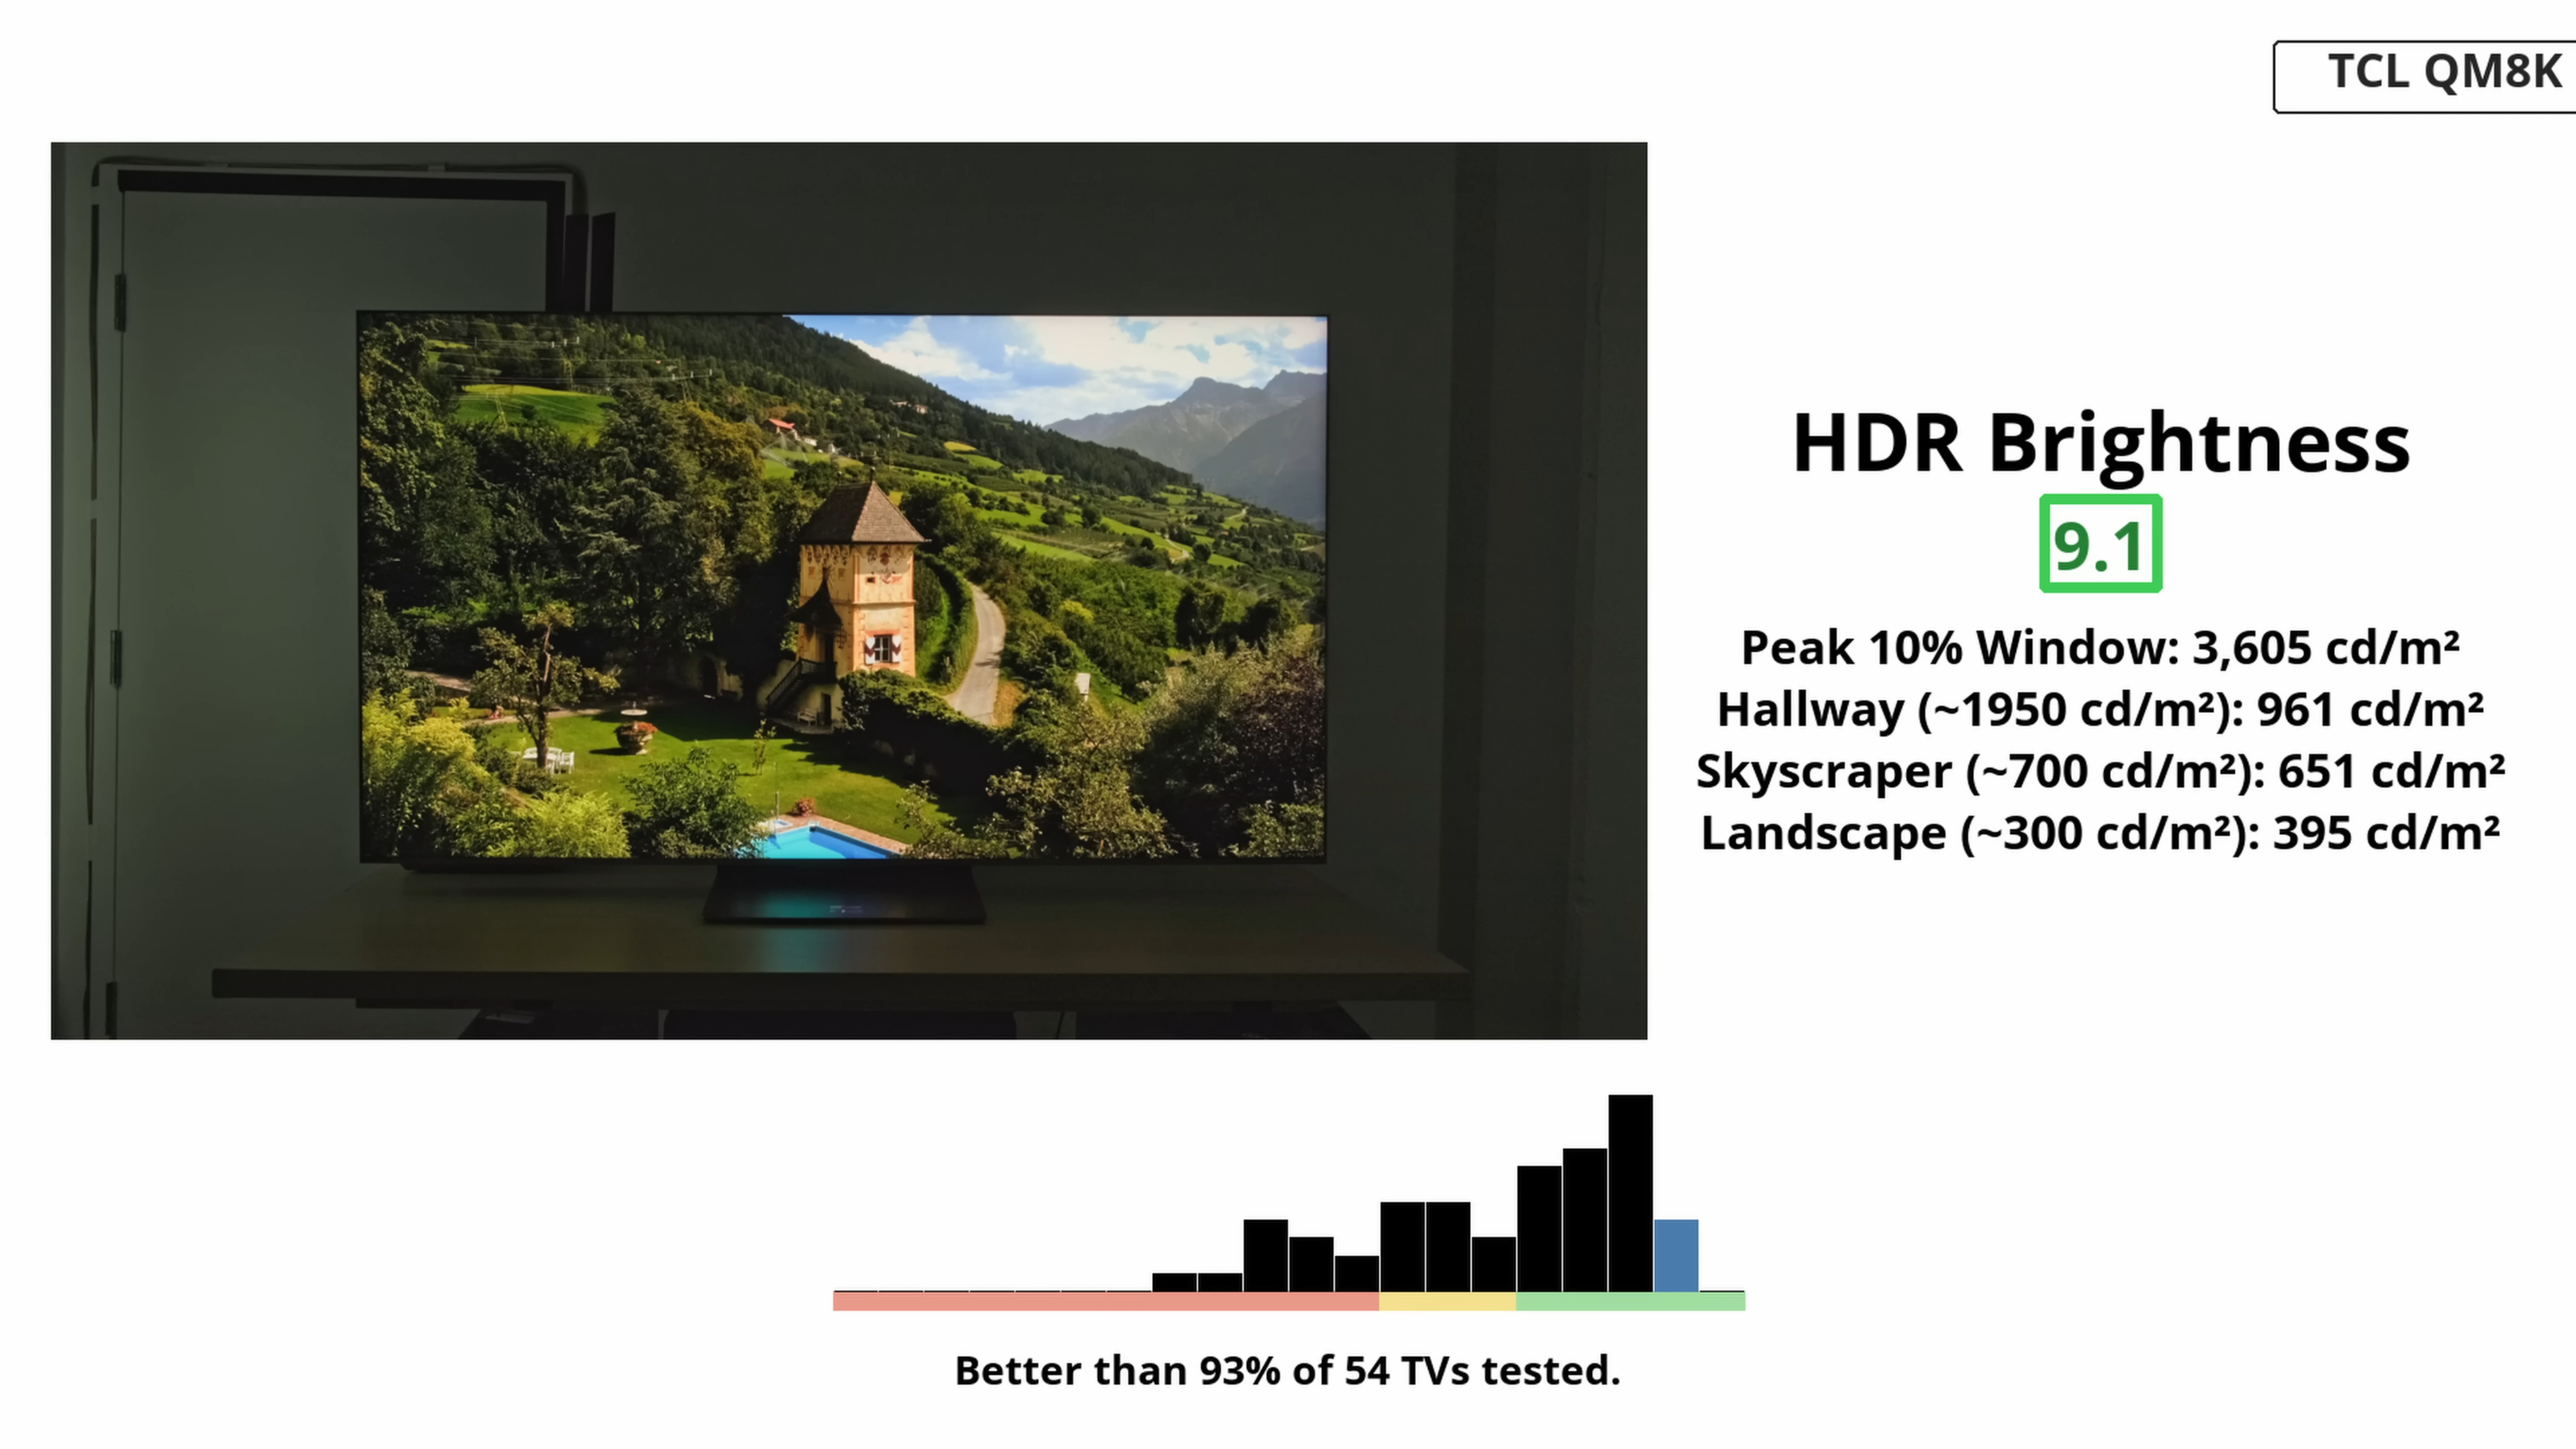 TCL QM8K
HDR Brightness
9.1
Peak 10% Window: 3,605 cd/m²
Hallway (~1950 cd/m²): 961 cd/m²
Skyscraper (~700 cd/m²): 651 cd/m²
Landscape (~300 cd/m²): 395 cd/m²
Better than 93% of 54 TVs tested.